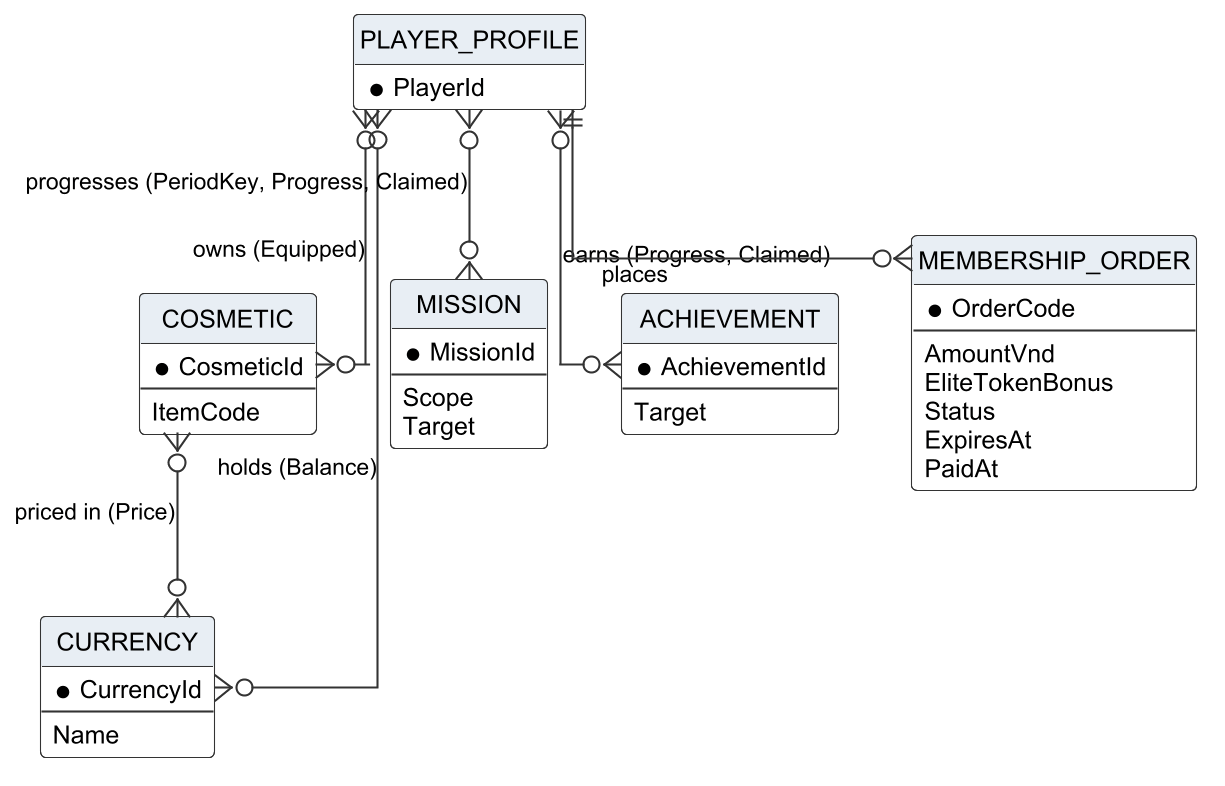 PLAYER_PROFILE
PlayerId
progresses (PeriodKey, Progress, Claimed)
owns (Equipped)
earns (Progress, Claimed)
places
MEMBERSHIP_ORDER
OrderCode
AmountVnd
EliteTokenBonus
Status
ExpiresAt
PaidAt
COSMETIC
CosmeticId
ItemCode
MISSION
MissionId
Scope
Target
ACHIEVEMENT
AchievementId
Target
holds (Balance)
priced in (Price)
CURRENCY
CurrencyId
Name